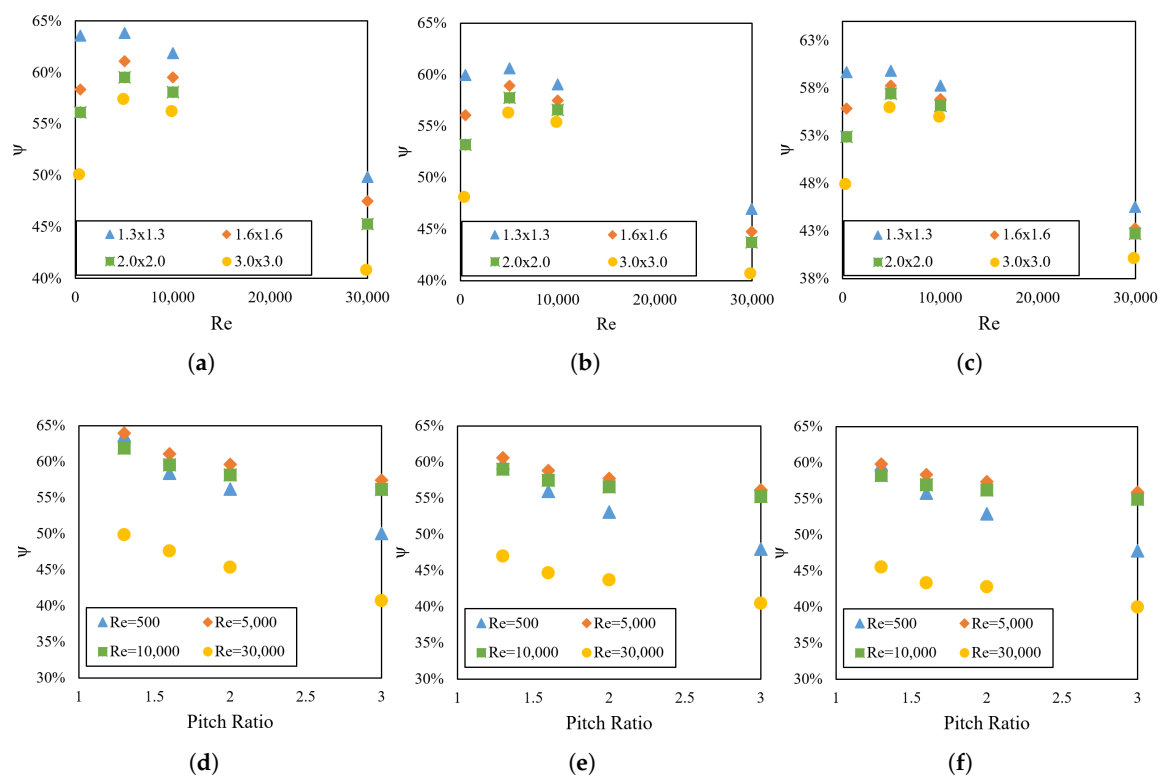 65%
60%
55%
50%
45%
40%
ψ
1.3x1.3 1.6x1.6
2.0x2.0 3.0x3.0
0 10,000 20,000 30,000
Re
(a)
65%
60%
55%
50%
45%
40%
ψ
1.3x1.3 1.6x1.6
2.0x2.0 3.0x3.0
0 10,000 20,000 30,000
Re
(b)
63%
58%
53%
48%
43%
38%
ψ
1.3x1.3 1.6x1.6
2.0x2.0 3.0x3.0
0 10,000 20,000 30,000
Re
(c)
65%
60%
55%
50%
45%
40%
35%
30%
ψ
Re=500 Re=5,000
Re=10,000 Re=30,000
1 1.5 2 2.5 3
Pitch Ratio
(d)
65%
60%
55%
50%
45%
40%
35%
30%
ψ
Re=500 Re=5,000
Re=10,000 Re=30,000
1 1.5 2 2.5 3
Pitch Ratio
(e)
65%
60%
55%
50%
45%
40%
35%
30%
ψ
Re=500 Re=5,000
Re=10,000 Re=30,000
1 1.5 2 2.5 3
Pitch Ratio
(f)